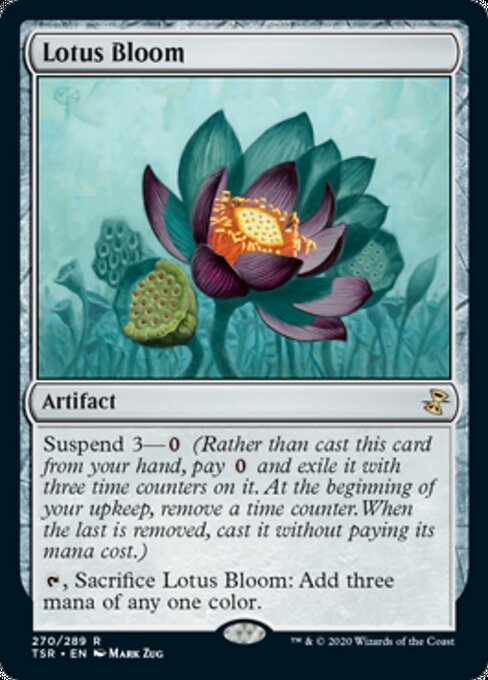 Lotus Bloom
Artifact
Suspend 3—0 (Rather than cast this card
from your hand, pay 0 and exile it with
three time counters on it. At the beginning of
your upkeep, remove a time counter. When
the last is removed, cast it without paying its
mana cost.)
, Sacrifice Lotus Bloom: Add three
mana of any one color.
270/289 R
TSR • EN Mark Zug
™ & © 2020 Wizards of the Coast